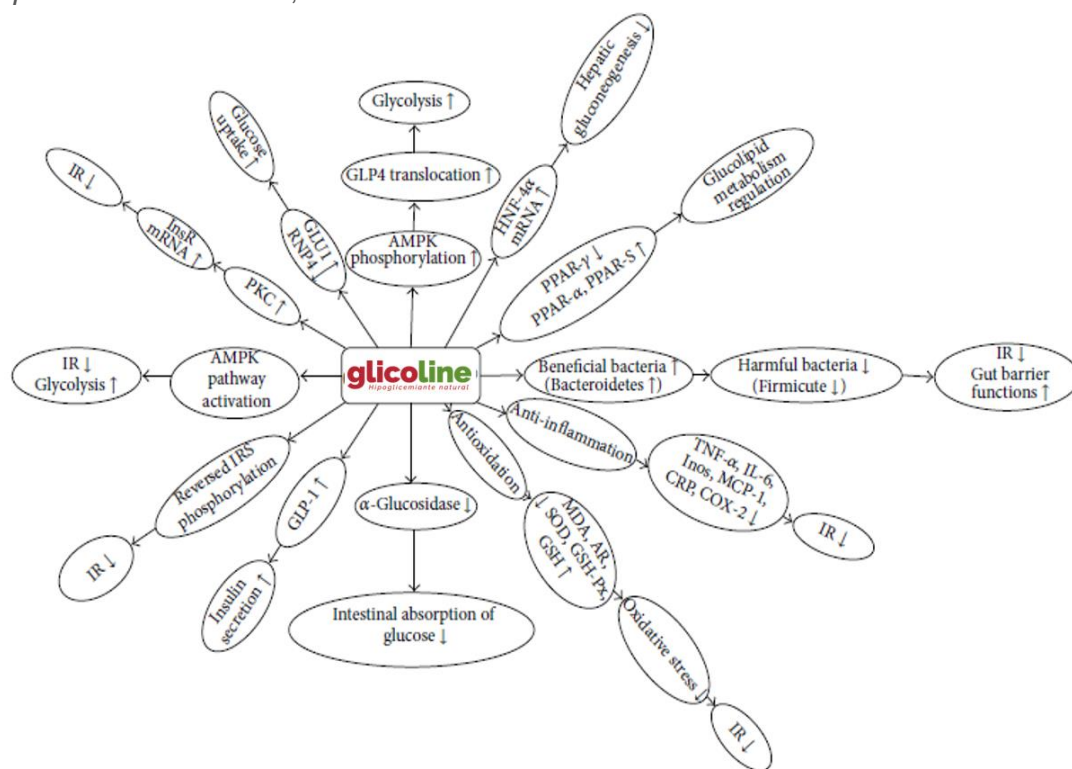 Glycolysis ↑
GLP4 translocation ↑
AMPK
phosphorylation ↑
Hepatic
gluconeogenesis ↓
HNF-4α
mRNA ↑
Glucolipid
metabolism
regulation
PPAR-γ ↓
PPAR-α, PPAR-S ↑
Glucose
uptake ↑
GLU1 ↑
RNP4 ↓
IR ↓
InsR
mRNA ↑
PKC ↑
IR ↓
Glycolysis ↑
AMPK
pathway
activation
glicoline
Hipoglicemiante natural
Beneficial bacteria ↑
(Bacteroidetes ↑)
Harmful bacteria ↓
(Firmicute ↓)
IR ↓
Gut barrier
functions ↑
Anti-inflammation
TNF-α, IL-6,
Inos, MCP-1,
CRP, COX-2 ↓
IR ↓
Antioxidation
MDA, AR,
↓ SOD, GSH-Px,
GSH ↑
Oxidative stress ↓
IR ↓
α-Glucosidase ↓
Intestinal absorption of
glucose ↓
GLP-1 ↑
Insulin
secretion ↑
Reversed IRS
phosphorylation
IR ↓